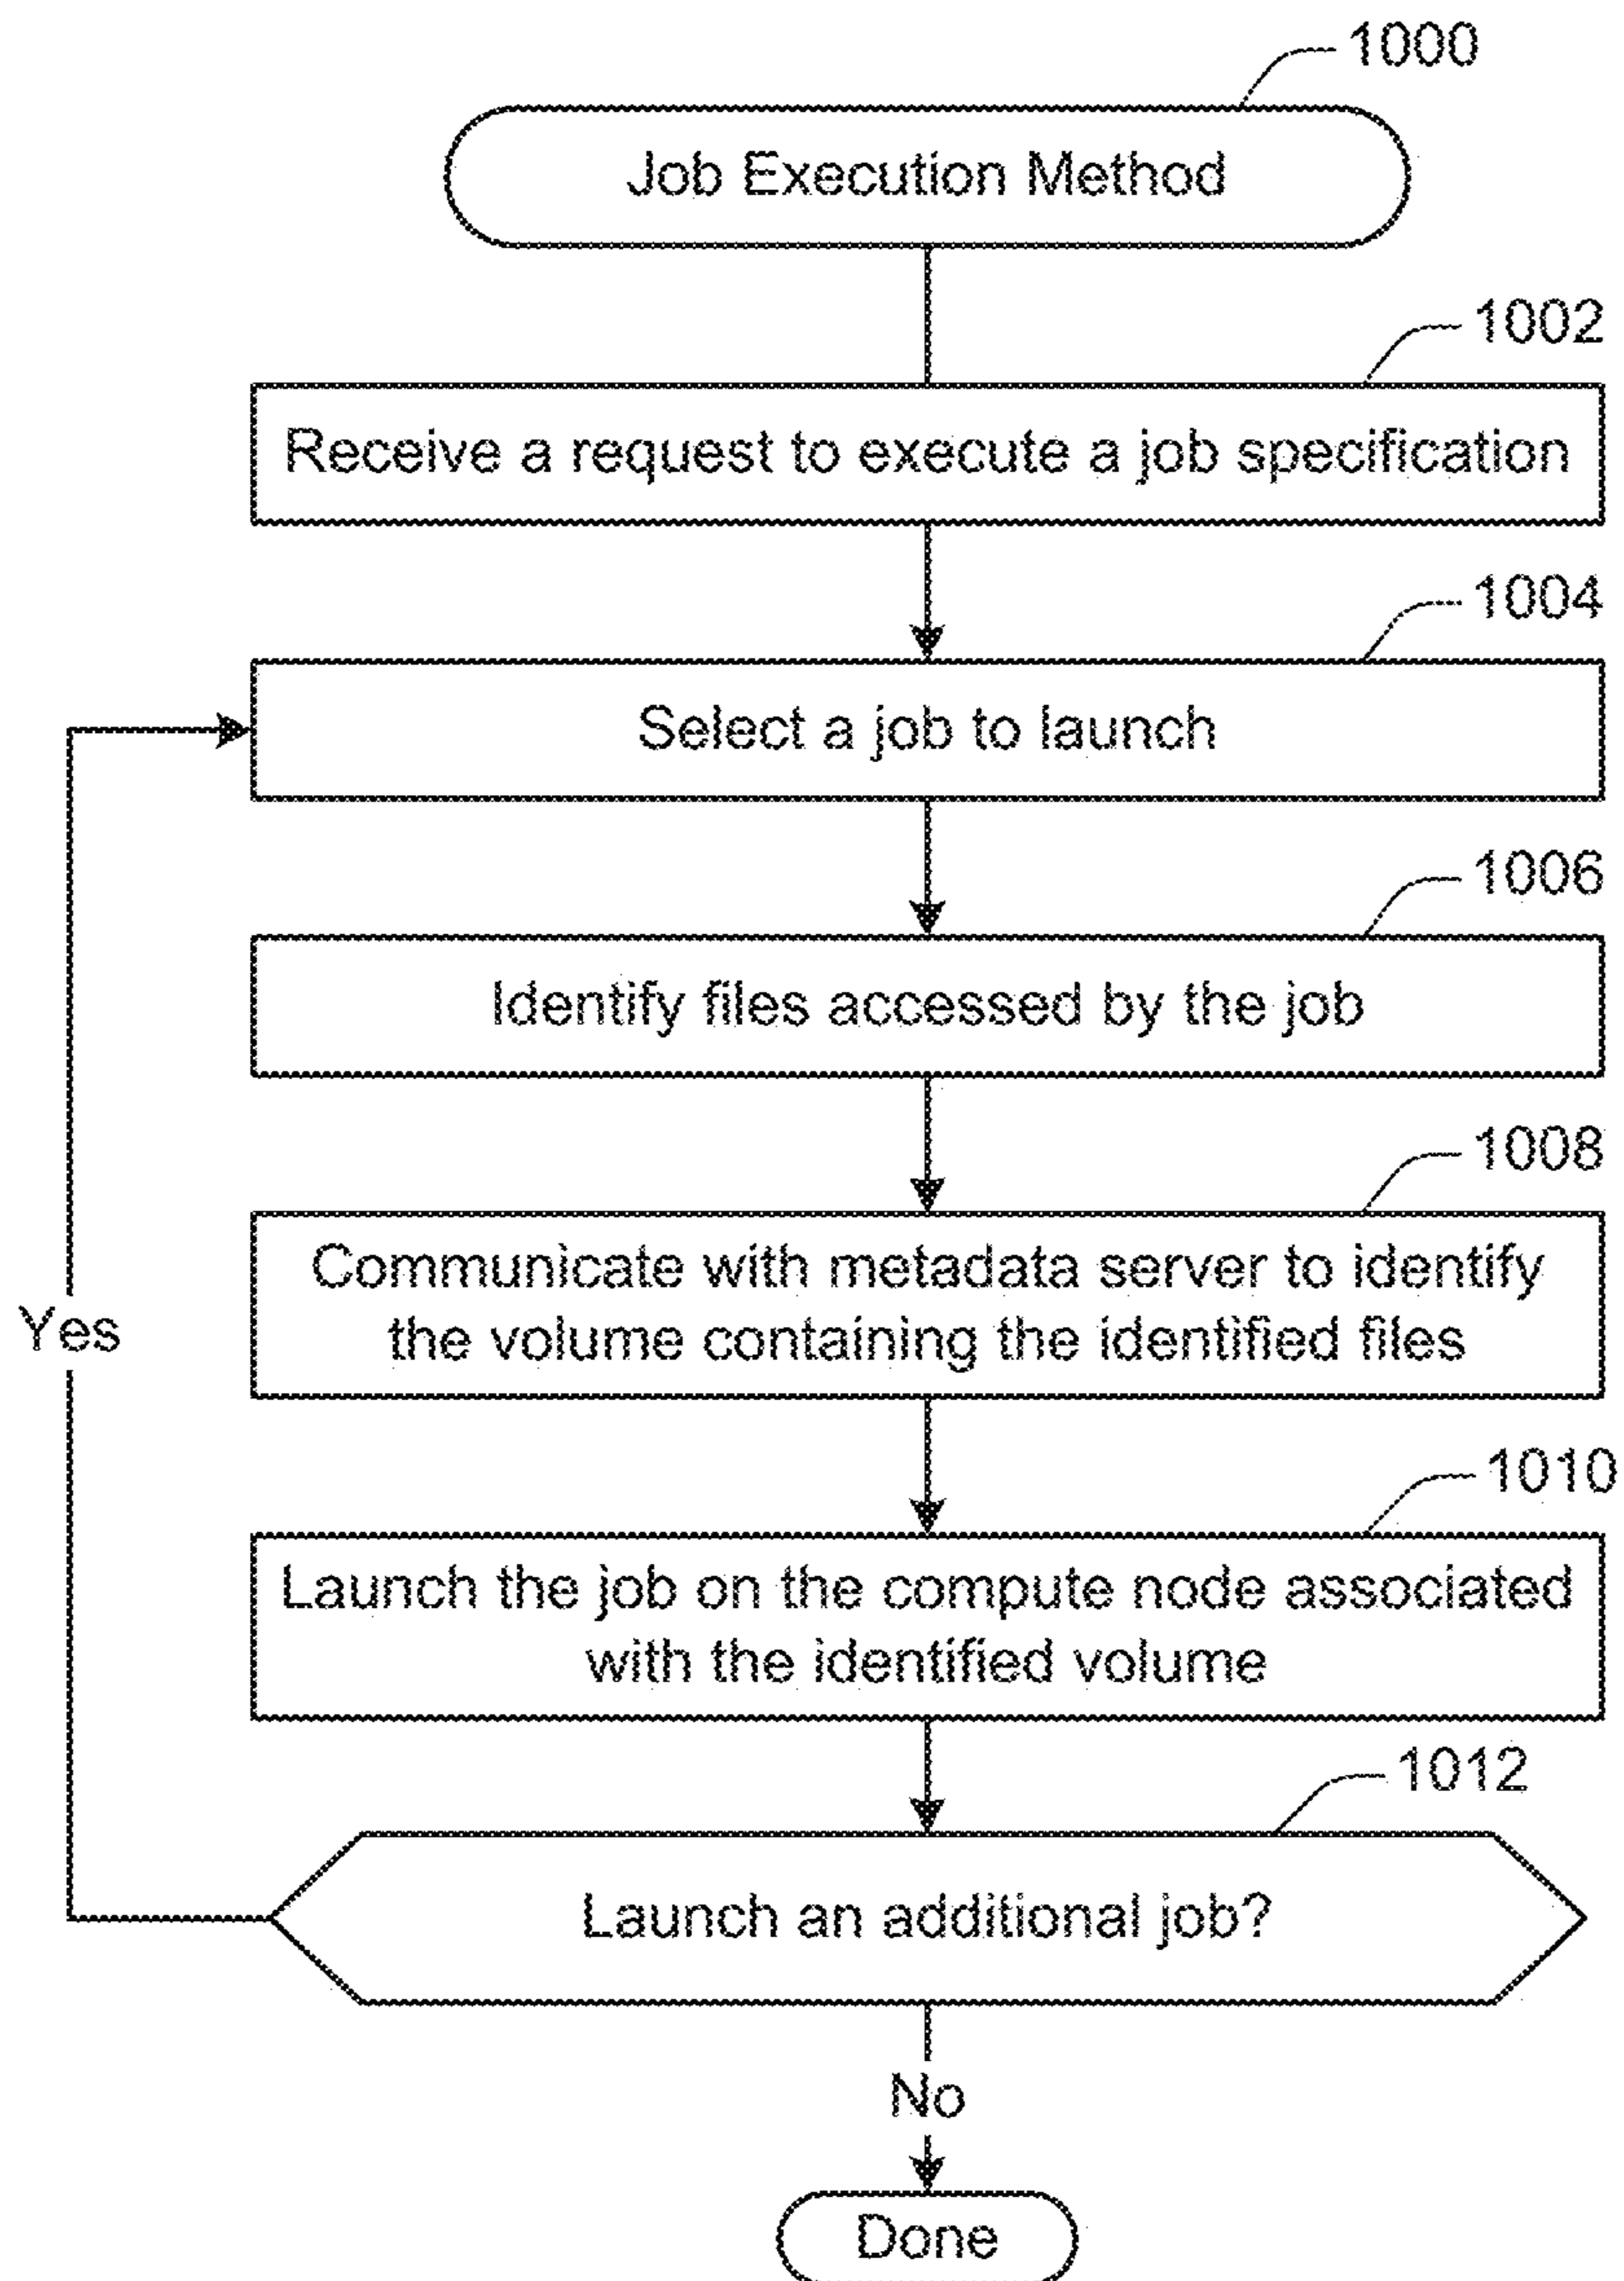 1000
Job Execution Method
1002
Receive a request to execute a job specification
1004
Select a job to launch
1006
Identify files accessed by the job
1008
Communicate with metadata server to identify
the volume containing the identified files
Yes
1010
Launch the job on the compute node associated
with the identified volume
1012
Launch an additional job?
No
Done